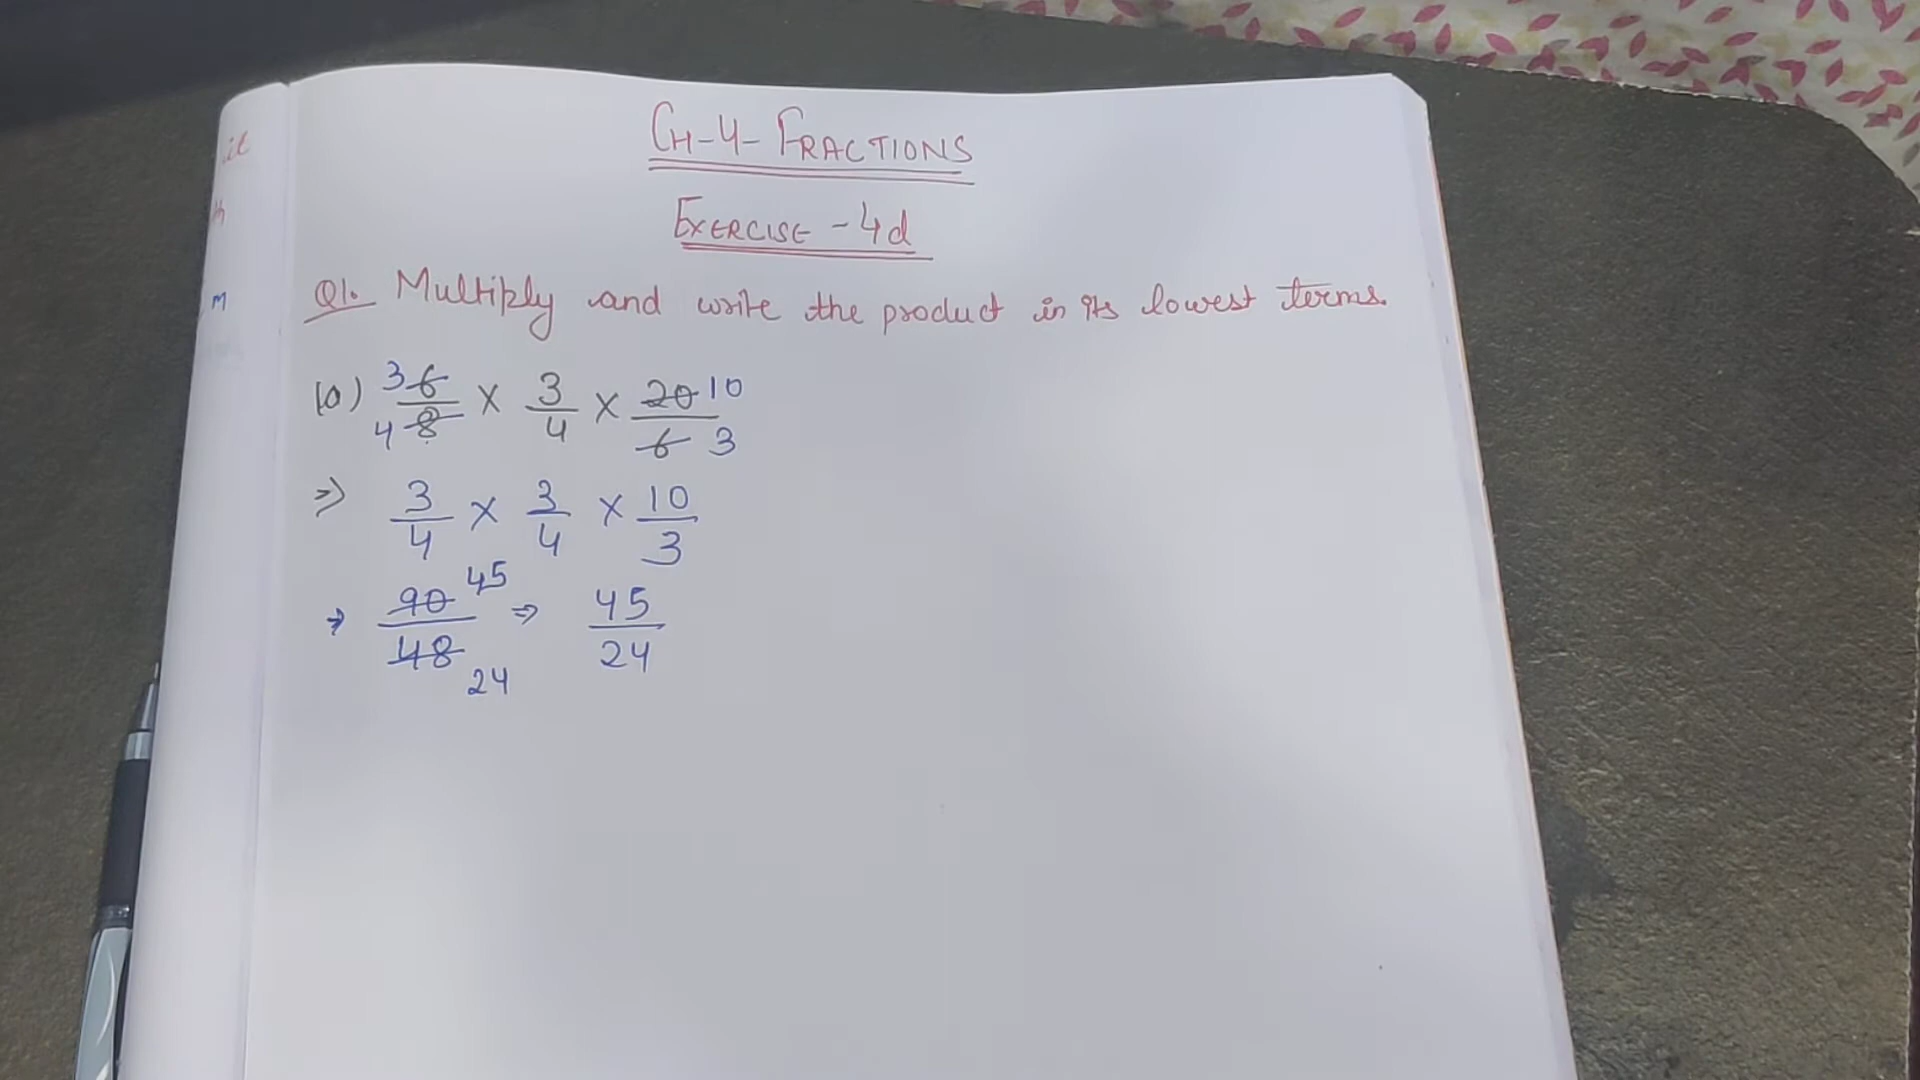 CH-4- FRACTIONS
EXERCISE - 4d
Q1. Multiply and write the product in its lowest terms.
(a) 3 6/8 4 × 3/4 × 20/6 10 3
⇒ 3/4 × 3/4 × 10/3
→ 90/48 45 24 ⇒ 45/24
M